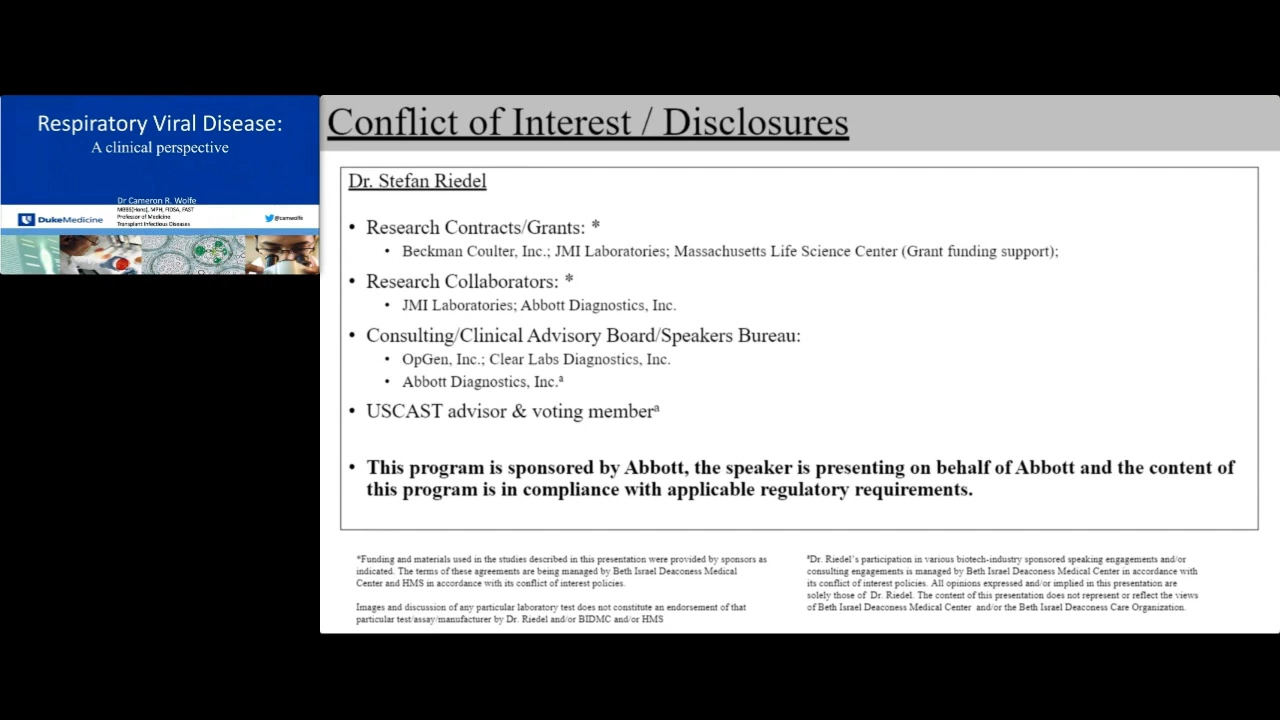 Respiratory Viral Disease:
A clinical perspective
Dr Cameron R. Wolfe
MBBS(Hons), MPH, FIDSA, FAST
Professor of Medicine
Transplant Infectious Diseases
DukeMedicine
@camwolfe
Conflict of Interest / Disclosures
Dr. Stefan Riedel
• Research Contracts/Grants: *
• Beckman Coulter, Inc.; JMI Laboratories; Massachusetts Life Science Center (Grant funding support);
• Research Collaborators: *
• JMI Laboratories; Abbott Diagnostics, Inc.
• Consulting/Clinical Advisory Board/Speakers Bureau:
• OpGen, Inc.; Clear Labs Diagnostics, Inc.
• Abbott Diagnostics, Inc.ª
• USCAST advisor & voting memberª
• This program is sponsored by Abbott, the speaker is presenting on behalf of Abbott and the content of
this program is in compliance with applicable regulatory requirements.
*Funding and materials used in the studies described in this presentation were provided by sponsors as
indicated. The terms of these agreements are being managed by Beth Israel Deaconess Medical
Center and HMS in accordance with its conflict of interest policies.
Images and discussion of any particular laboratory test does not constitute an endorsement of that
particular test/assay/manufacturer by Dr. Riedel and/or BIDMC and/or HMS
ªDr. Riedel's participation in various biotech-industry sponsored speaking engagements and/or
consulting engagements is managed by Beth Israel Deaconess Medical Center in accordance with
its conflict of interest policies. All opinions expressed and/or implied in this presentation are
solely those of Dr. Riedel. The content of this presentation does not represent or reflect the views
of Beth Israel Deaconess Medical Center and/or the Beth Israel Deaconess Care Organization.